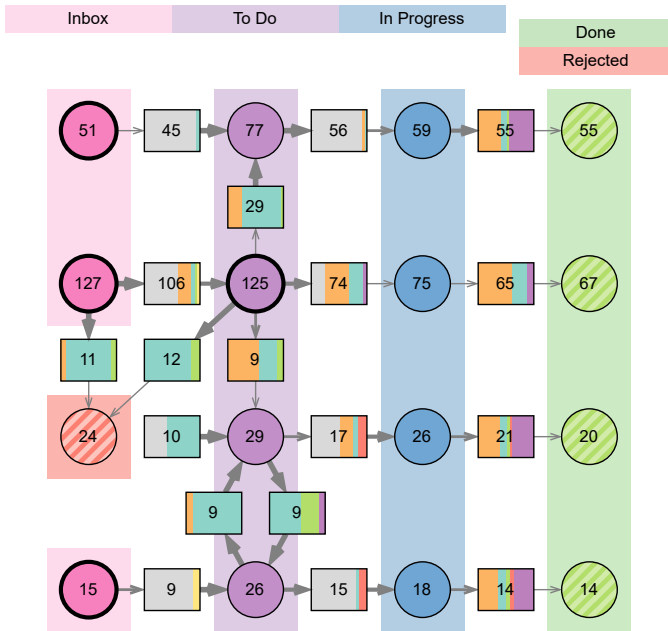 Inbox To Do In Progress
Done
Rejected
51 45 77 56 59 55 55
29
127 106 125 74 75 65 67
11 12 9
24 10 29 17 26 21 20
9 9
15 9 26 15 18 14 14